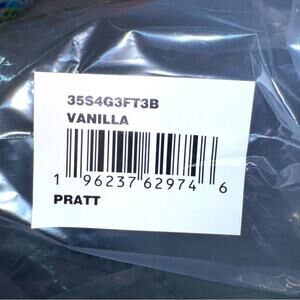 35S4G3FT3B
VANILLA
1 96237 62974 6
PRATT